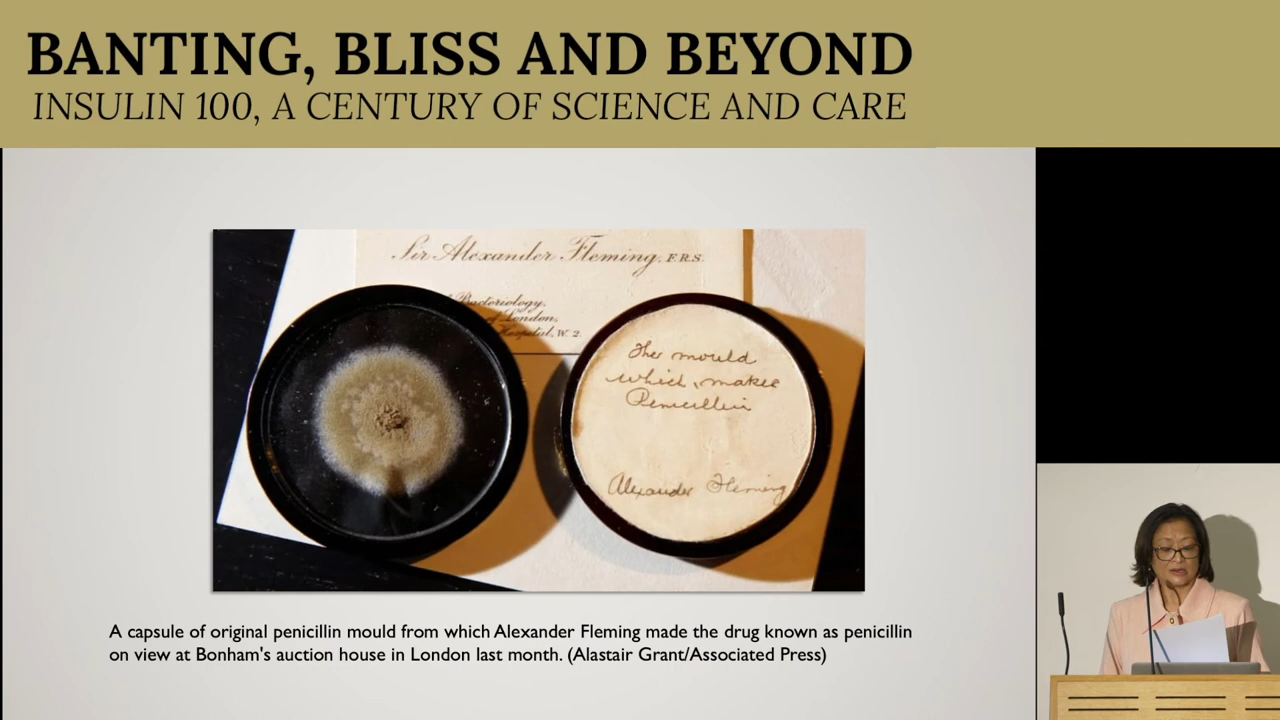 BANTING, BLISS AND BEYOND
INSULIN 100, A CENTURY OF SCIENCE AND CARE
Sir Alexander Fleming, F.R.S.
Bacteriology,
of London,
Hospital, W. 2.
The mould
which makes
Penicillin
Alexander Fleming
A capsule of original penicillin mould from which Alexander Fleming made the drug known as penicillin
on view at Bonham's auction house in London last month. (Alastair Grant/Associated Press)